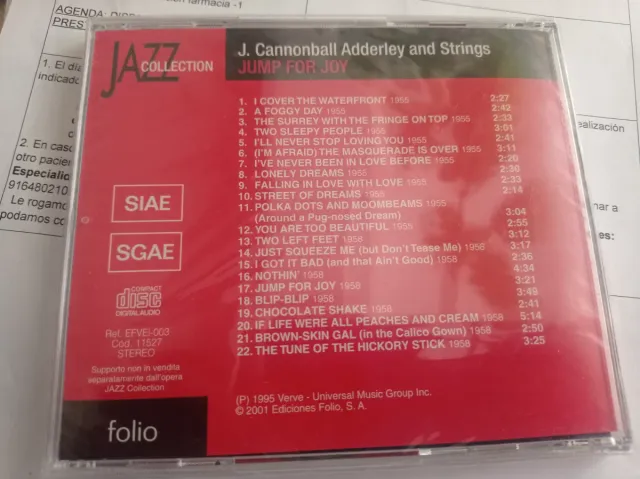 farmacia -1
AGENDA:
PRES
1. El día
indicado
2. En caso
otro pacien
Especialic
916480210
Le rogamo
podamos co
ealización
nar a
es:
JAZZ
COLLECTION
J. Cannonball Adderley and Strings
JUMP FOR JOY
1. I COVER THE WATERFRONT 1955 2:27
2. A FOGGY DAY 1955 2:42
3. THE SURREY WITH THE FRINGE ON TOP 1955 2:33
4. TWO SLEEPY PEOPLE 1955 3:01
5. I'LL NEVER STOP LOVING YOU 1955 2:41
6. (I'M AFRAID) THE MASQUERADE IS OVER 1955 3:11
7. I'VE NEVER BEEN IN LOVE BEFORE 1955 2:20
8. LONELY DREAMS 1955 2:30
9. FALLING IN LOVE WITH LOVE 1955 2:33
10. STREET OF DREAMS 1955 2:14
11. POLKA DOTS AND MOONBEAMS 1955
(Around a Pug-nosed Dream) 3:04
12. YOU ARE TOO BEAUTIFUL 1958 2:55
13. TWO LEFT FEET 1958 3:12
14. JUST SQUEEZE ME (but Don't Tease Me) 1958 3:17
15. I GOT IT BAD (and that Ain't Good) 1958 2:36
16. NOTHIN' 1958 4:34
17. JUMP FOR JOY 1958 3:21
18. BLIP-BLIP 1958 3:48
19. CHOCOLATE SHAKE 1958 2:41
20. IF LIFE WERE ALL PEACHES AND CREAM 1958 5:14
21. BROWN-SKIN GAL (in the Calico Gown) 1958 2:50
22. THE TUNE OF THE HICKORY STICK 1958 3:25
SIAE
SGAE
COMPACT
disc
DIGITAL AUDIO
Ref. EFVEI-003
Cod. 11527
STEREO
Supporto non in vendita
separatamente dall'opera
JAZZ Collection
(P) 1995 Verve - Universal Music Group Inc.
© 2001 Ediciones Folio, S. A.
folio